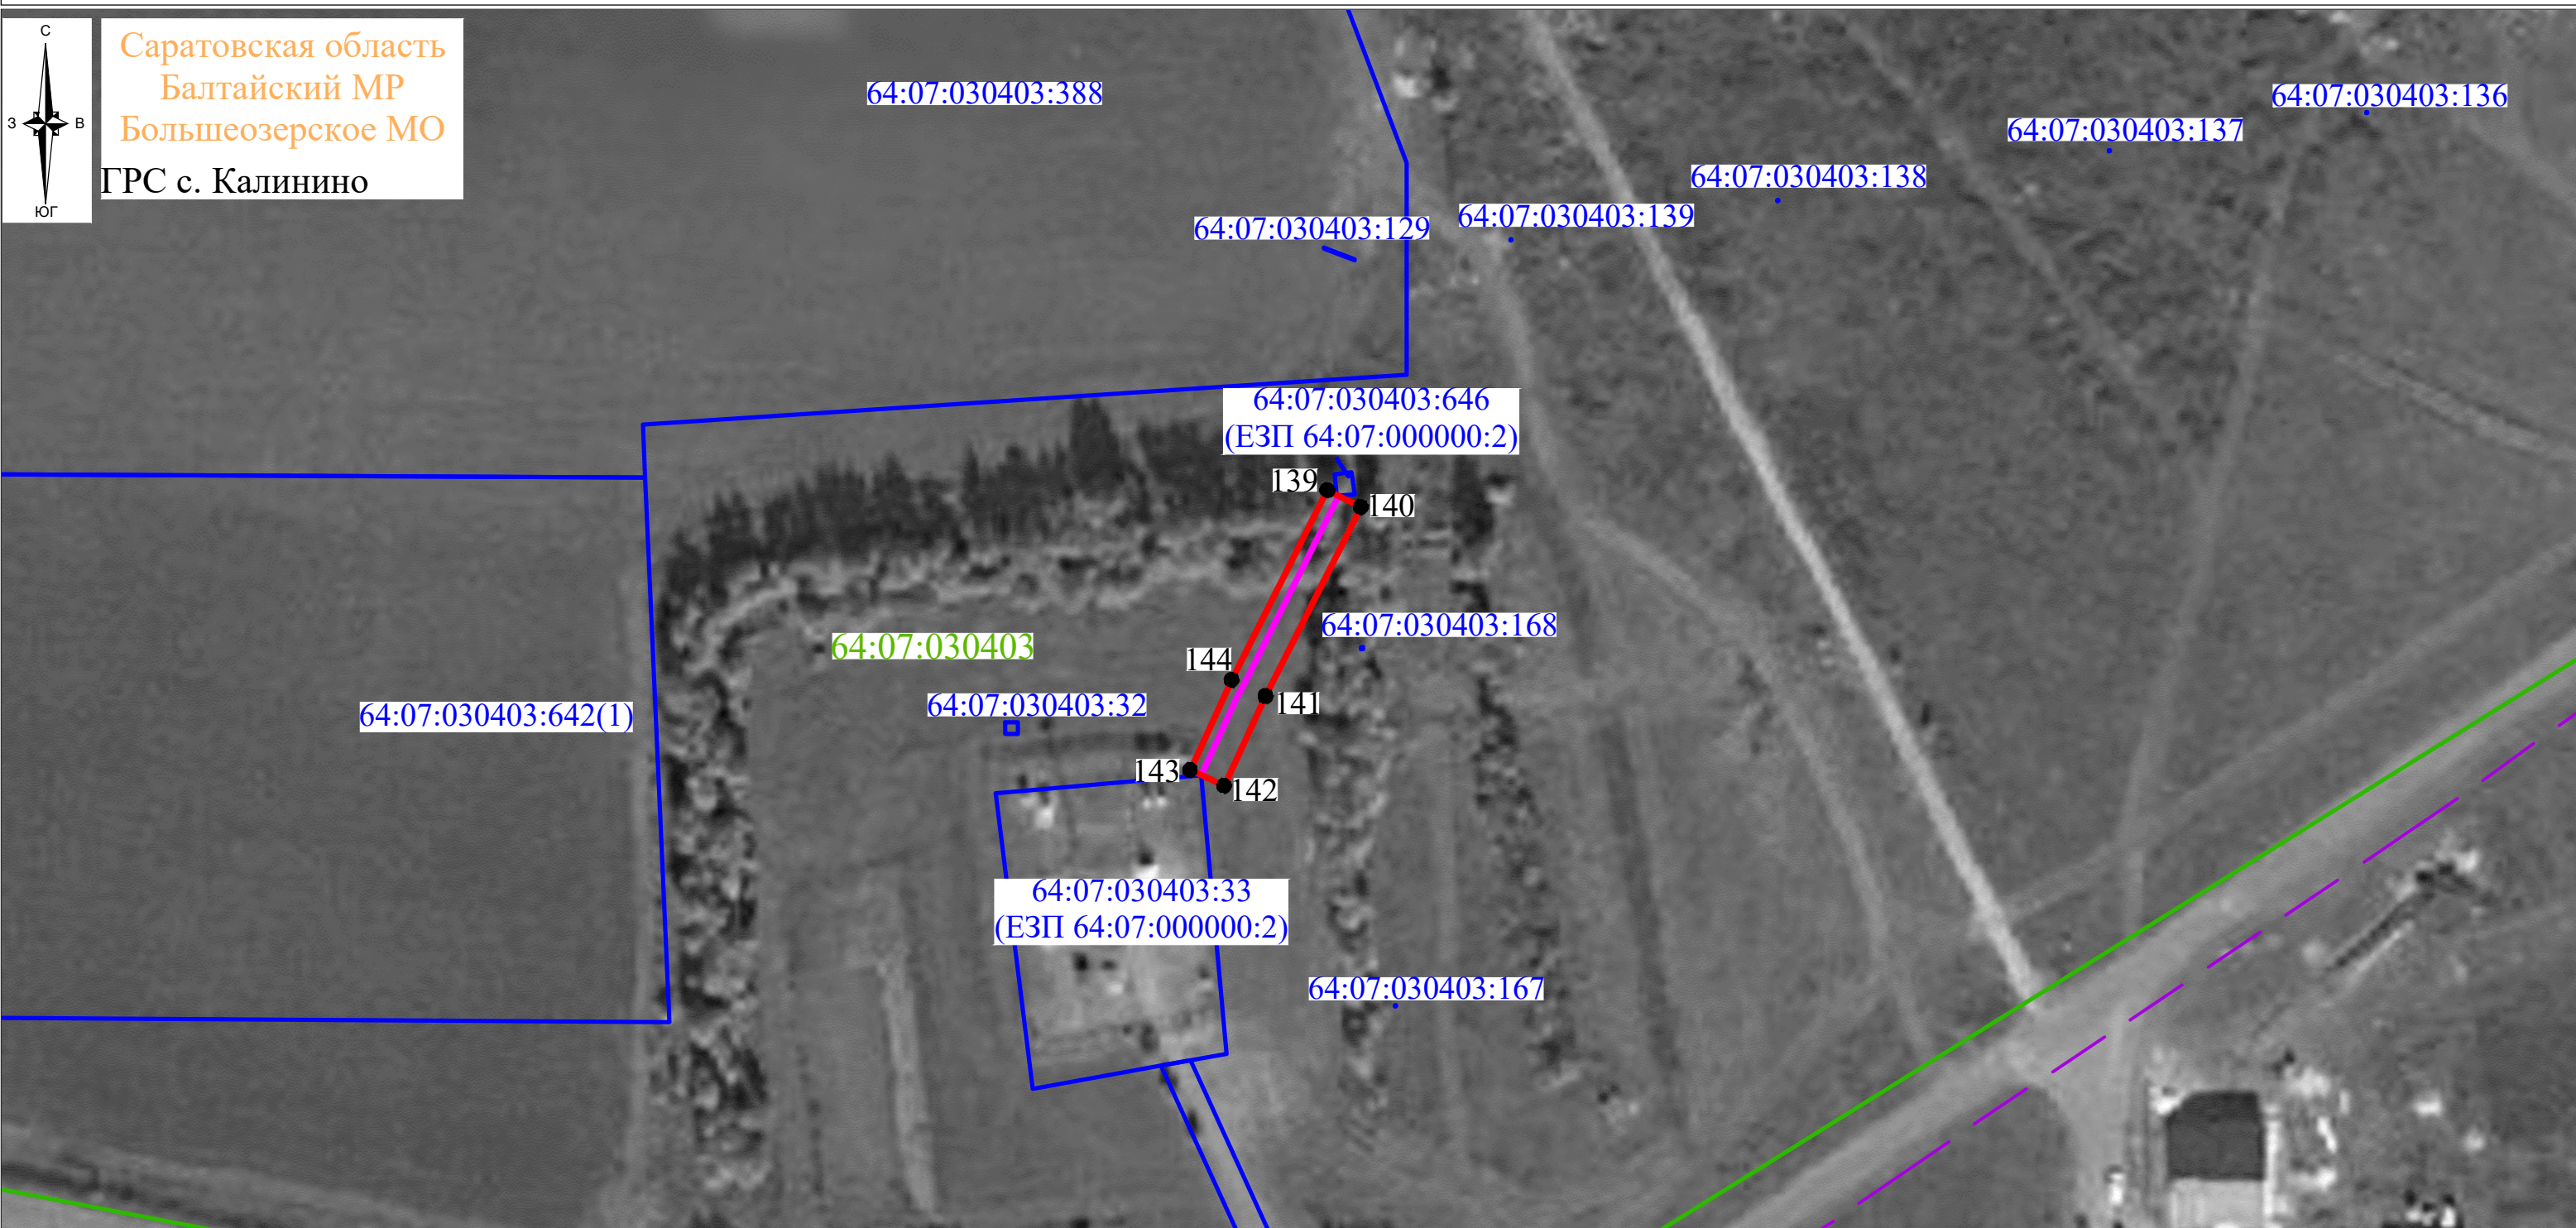 С
З
В
ЮГ
Саратовская область
Балтайский МР
Большеозерское МО
ГРС с. Калинино
64:07:030403:388
64:07:030403:136
64:07:030403:137
64:07:030403:138
64:07:030403:139
64:07:030403:129
64:07:030403:646
(ЕЗП 64:07:000000:2)
139
140
64:07:030403:168
64:07:030403
144
141
64:07:030403:32
64:07:030403:642(1)
143
142
64:07:030403:33
(ЕЗП 64:07:000000:2)
64:07:030403:167